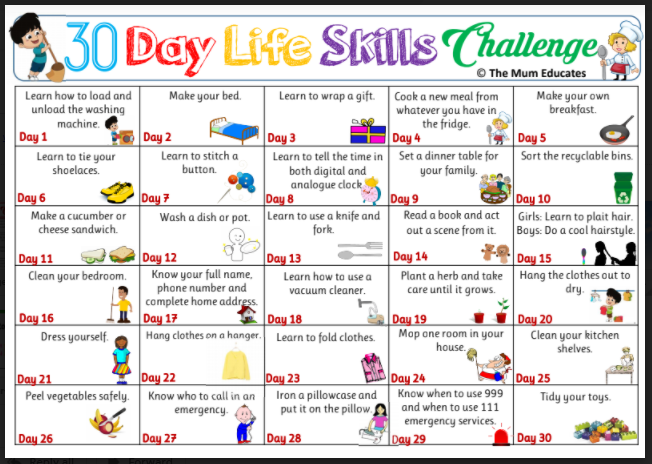 30 Day Life Skills Challenge
© The Mum Educates
Learn how to load and
unload the washing
machine.
Day 1
Make your bed.
Day 2
Learn to wrap a gift.
Day 3
Cook a new meal from
whatever you have in
the fridge.
Day 4
Make your own
breakfast.
Day 5
Learn to tie your
shoelaces.
Day 6
Learn to stitch a
button.
Day 7
Learn to tell the time in
both digital and
analogue clock
Day 8
Set a dinner table for
your family.
Day 9
Sort the recyclable bins.
Day 10
Make a cucumber or
cheese sandwich.
Day 11
Wash a dish or pot.
Day 12
Learn to use a knife and
fork.
Day 13
Read a book and act
out a scene from it.
Day 14
Girls: Learn to plait hair.
Boys: Do a cool hairstyle.
Day 15
Clean your bedroom.
Day 16
Know your full name,
phone number and
complete home address.
Day 17
Learn how to use a
vacuum cleaner.
Day 18
Plant a herb and take
care until it grows.
Day 19
Hang the clothes out to
dry.
Day 20
Dress yourself.
Day 21
Hang clothes on a hanger.
Day 22
Learn to fold clothes.
Day 23
Mop one room in your
house.
Day 24
Clean your kitchen
shelves.
Day 25
Peel vegetables safely.
Day 26
Know who to call in an
emergency.
Day 27
Iron a pillowcase and
put it on the pillow.
Day 28
Know when to use 999
and when to use 111
emergency services.
Day 29
Tidy your toys.
Day 30